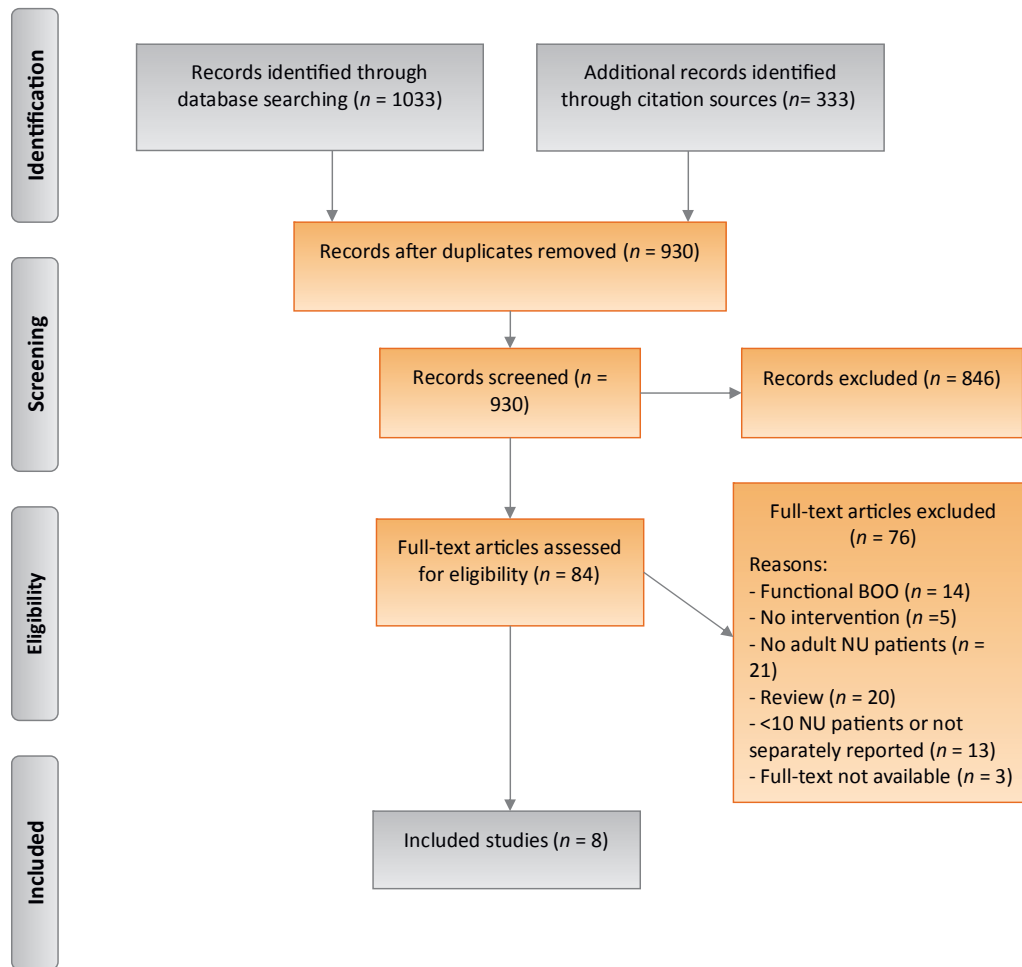 Identification
Records identified through
database searching (n = 1033)
Additional records identified
through citation sources (n= 333)
Records after duplicates removed (n = 930)
Screening
Records screened (n =
930)
Records excluded (n = 846)
Eligibility
Full-text articles assessed
for eligibility (n = 84)
Full-text articles excluded
(n = 76)
Reasons:
- Functional BOO (n = 14)
- No intervention (n =5)
- No adult NU patients (n =
21)
- Review (n = 20)
- <10 NU patients or not
separately reported (n = 13)
- Full-text not available (n = 3)
Included
Included studies (n = 8)